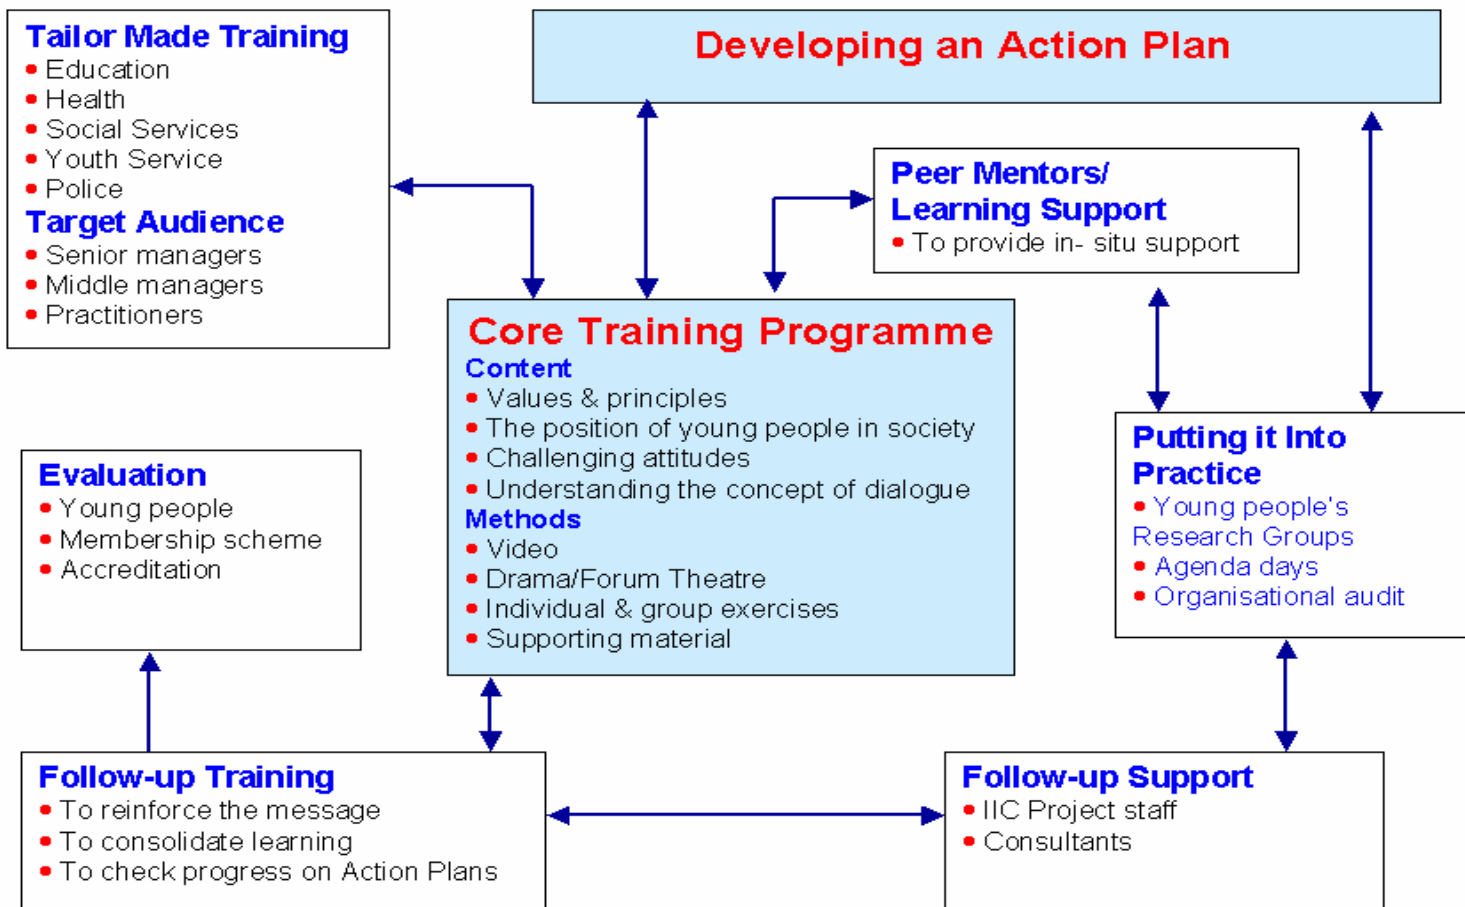 Tailor Made Training
• Education
• Health
• Social Services
• Youth Service
• Police
Target Audience
• Senior managers
• Middle managers
• Practitioners
Developing an Action Plan
Peer Mentors/
Learning Support
• To provide in- situ support
Core Training Programme
Content
• Values & principles
• The position of young people in society
• Challenging attitudes
• Understanding the concept of dialogue
Methods
• Video
• Drama/Forum Theatre
• Individual & group exercises
• Supporting material
Putting it Into
Practice
• Young people's
Research Groups
• Agenda days
• Organisational audit
Evaluation
• Young people
• Membership scheme
• Accreditation
Follow-up Training
• To reinforce the message
• To consolidate learning
• To check progress on Action Plans
Follow-up Support
• IIC Project staff
• Consultants